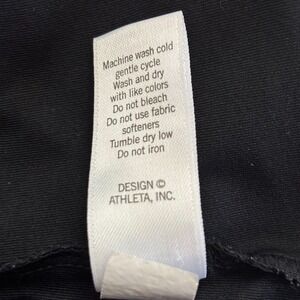 Machine wash cold
gentle cycle
Wash and dry
with like colors
Do not bleach
Do not use fabric
softeners
Tumble dry low
Do not iron
DESIGN ©
ATHLETA, INC.